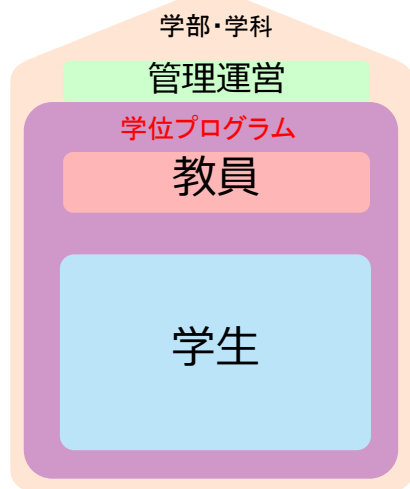 学部・学科
管理運営
学位プログラム
教員
学生